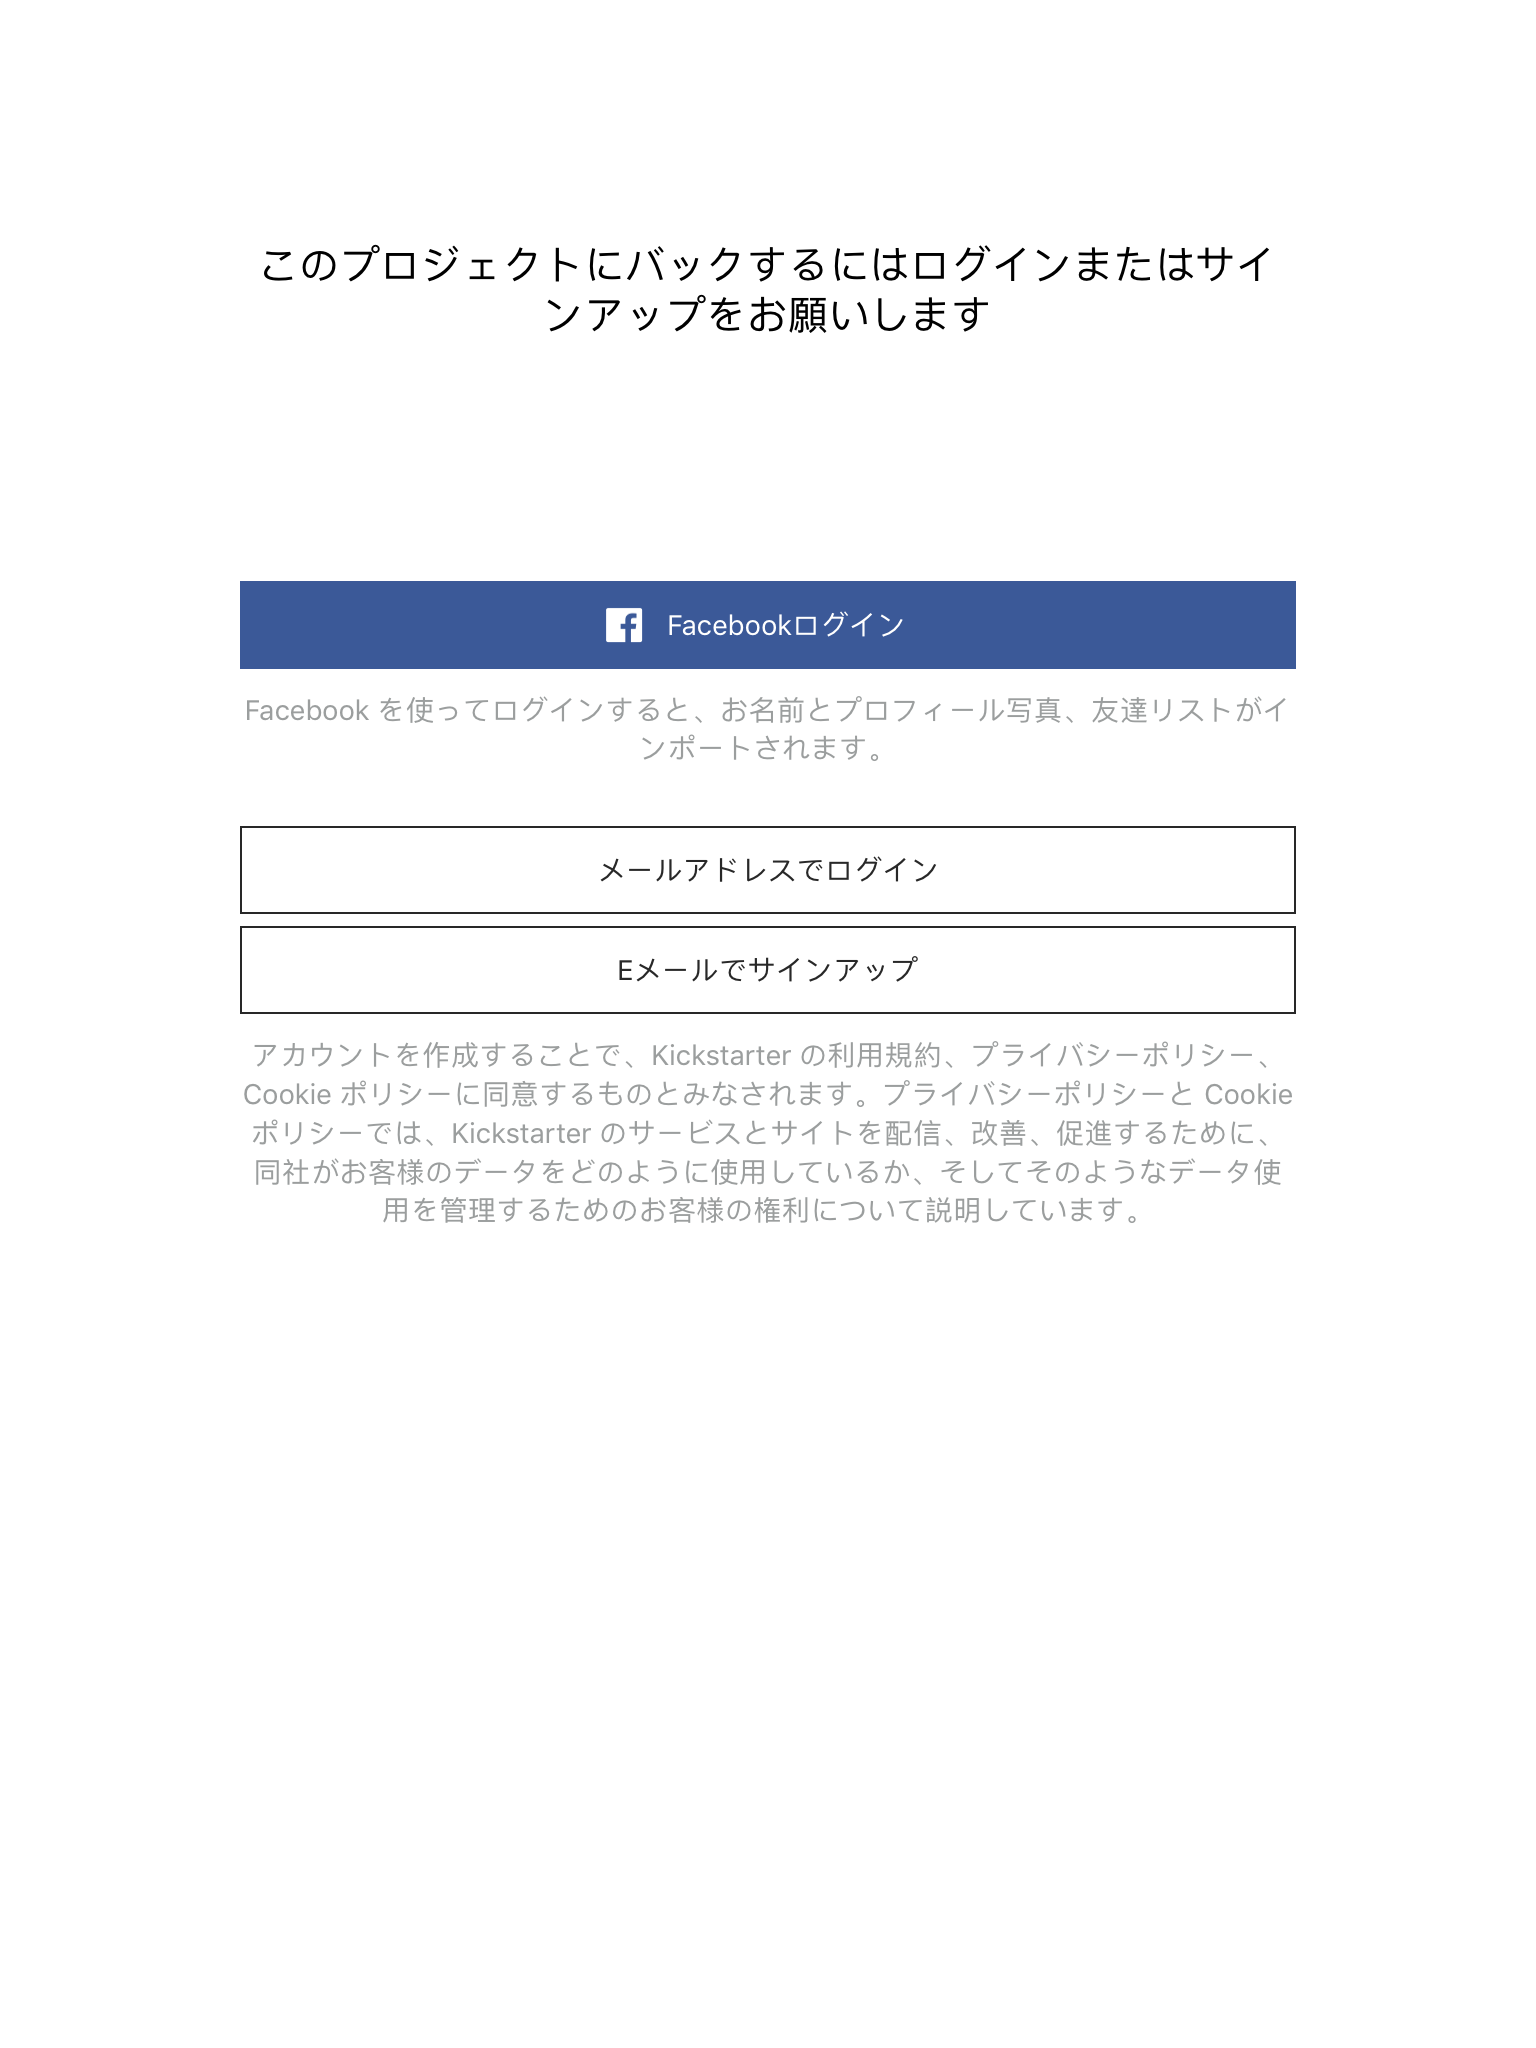 このプロジェクトにバックするにはログインまたはサイ
ンアップをお願いします
Facebookログイン
Facebook を使ってログインすると、お名前とプロフィール写真、友達リストがイ
ンポートされます。
メールアドレスでログイン
Eメールでサインアップ
アカウントを作成することで、Kickstarter の利用規約、プライバシーポリシー、
Cookie ポリシーに同意するものとみなされます。プライバシーポリシーと Cookie
ポリシーでは、Kickstarter のサービスとサイトを配信、改善、促進するために、
同社がお客様のデータをどのように使用しているか、そしてそのようなデータ使
用を管理するためのお客様の権利について説明しています。